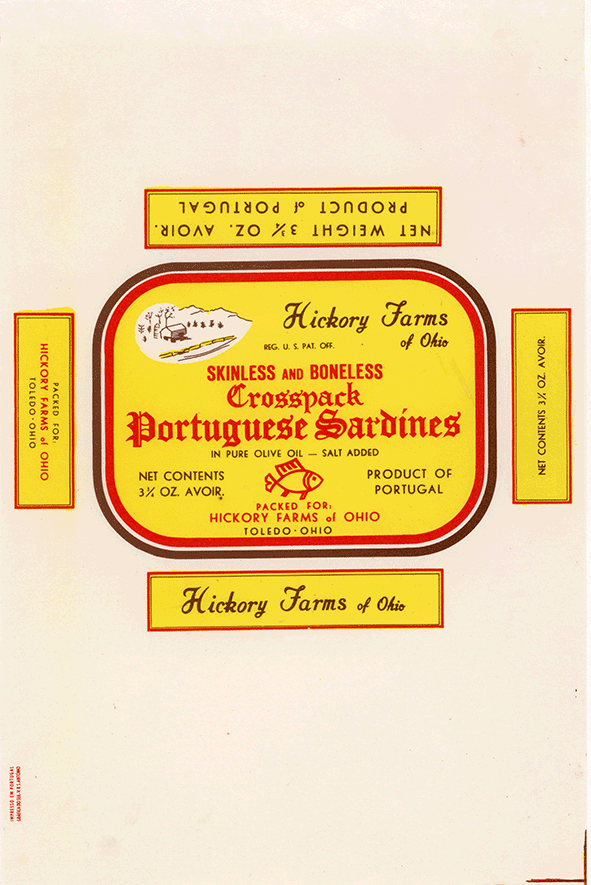 NET WEIGHT 3¾ OZ. AVOIR.
PRODUCT of PORTUGAL
Hickory Farms
of Ohio
REG. U. S. PAT. OFF.
SKINLESS AND BONELESS
Crosspack
Portuguese Sardines
IN PURE OLIVE OIL — SALT ADDED
NET CONTENTS
3¾ OZ. AVOIR.
PRODUCT OF
PORTUGAL
PACKED FOR:
HICKORY FARMS of OHIO
TOLEDO · OHIO
PACKED FOR:
HICKORY FARMS of OHIO
TOLEDO · OHIO
NET CONTENTS 3¾ OZ. AVOIR.
Hickory Farms of Ohio
IMPRESSO EM PORTUGAL